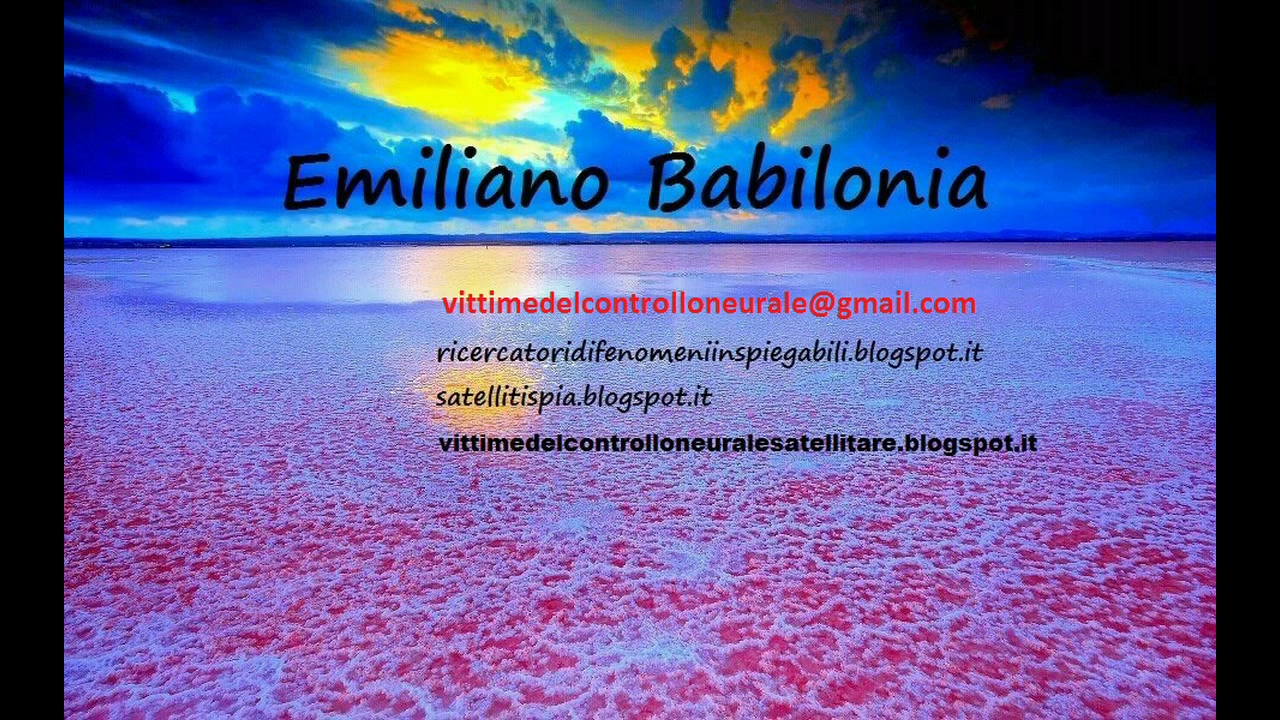 Emiliano Babilonia
vittimedelcontrolloneurale@gmail.com
ricercatoridifenomeniinspiegabili.blogspot.it
satellitispia.blogspot.it
vittimedelcontrolloneuralesatellitare.blogspot.it